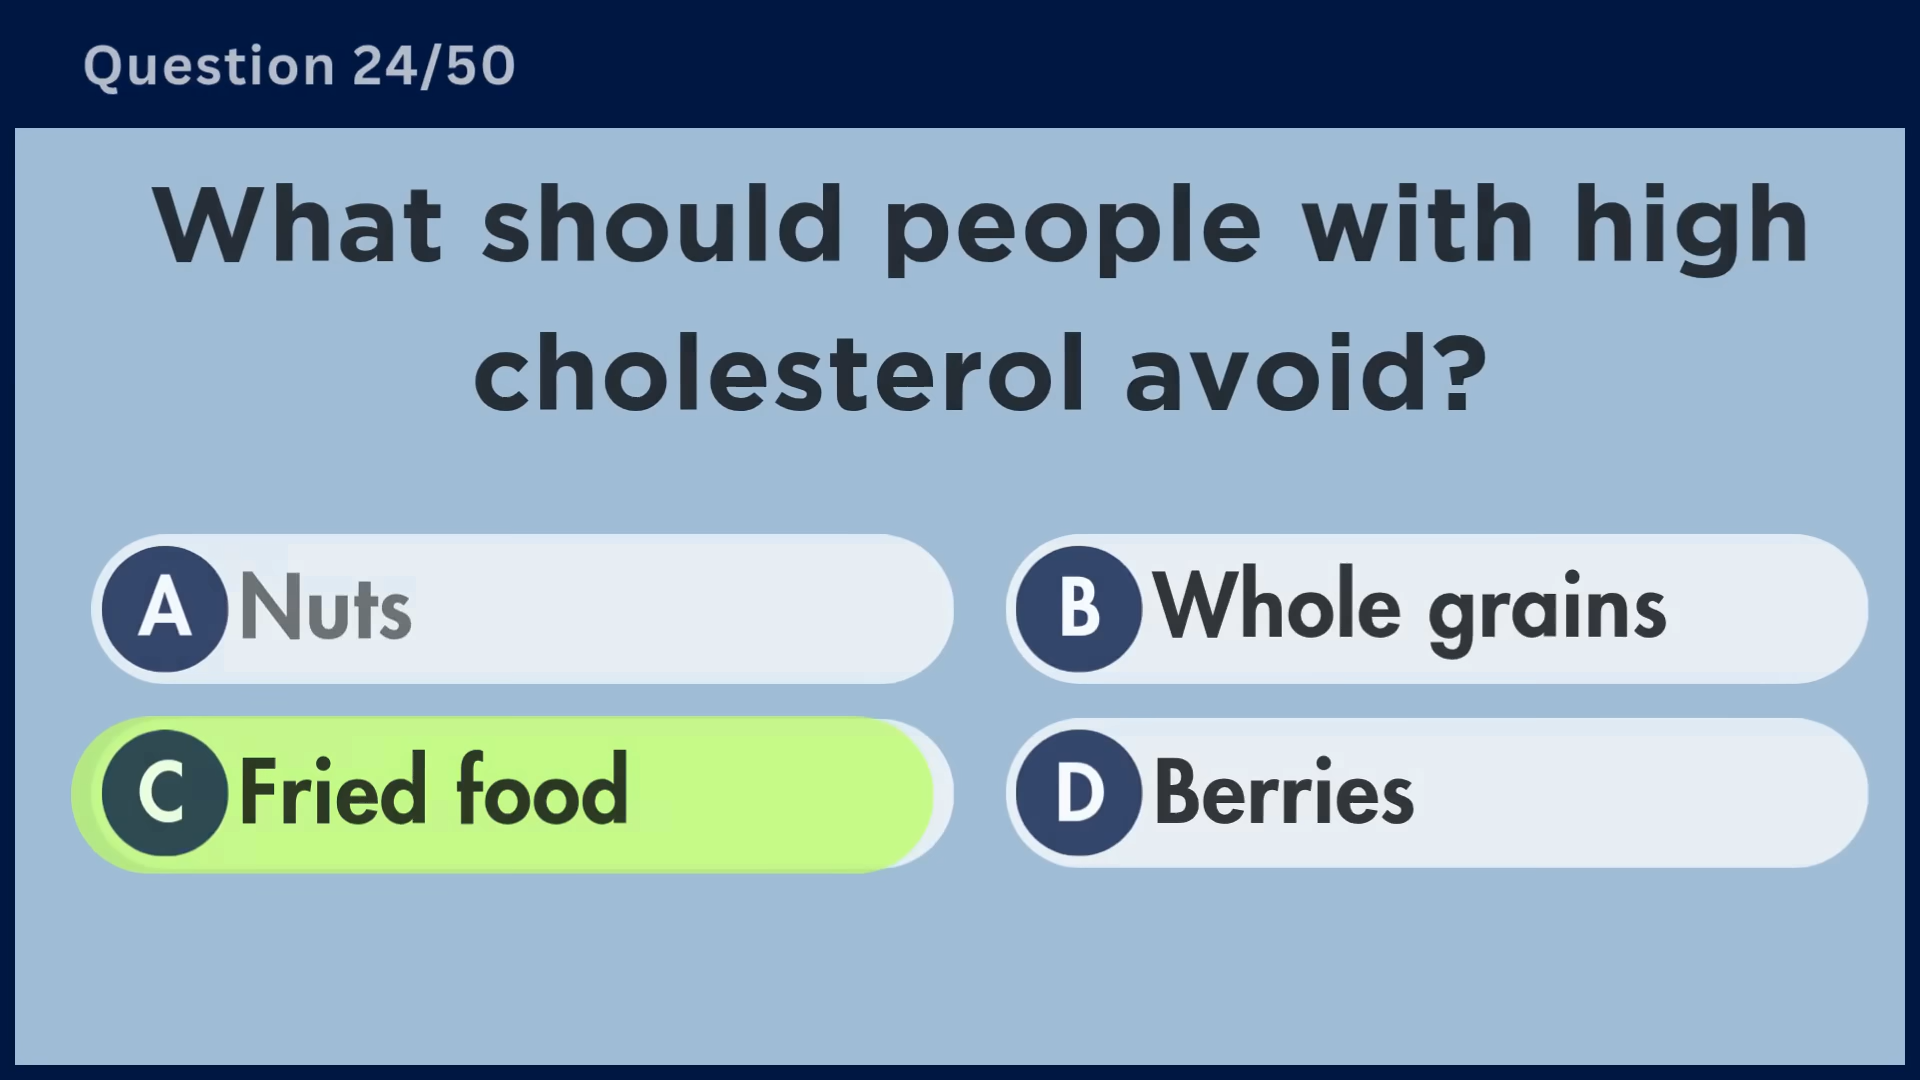 Question 24/50
What should people with high
cholesterol avoid?
A Nuts
B Whole grains
C Fried food
D Berries